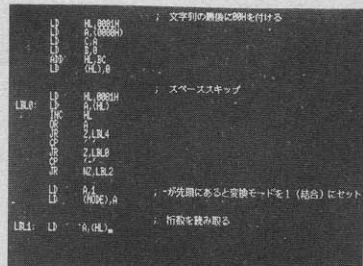 ; 文字列の最後に00Hを付ける
LD HL,0081H
LD A,(0080H)
LD C,A
LD B,0
ADD HL,BC
LD (HL),0
; スペーススキップ
LD HL,0081H
LBL0: LD A,(HL)
INC HL
OR A
JR Z,LBL4
CP ' '
JR Z,LBL0
CP '-'
JR NZ,LBL2
; -が先頭にあると変換モードを1(結合)にセット
LD A,1
LD (MODE),A
; 桁数を読み取る
LBL1: LD A,(HL)